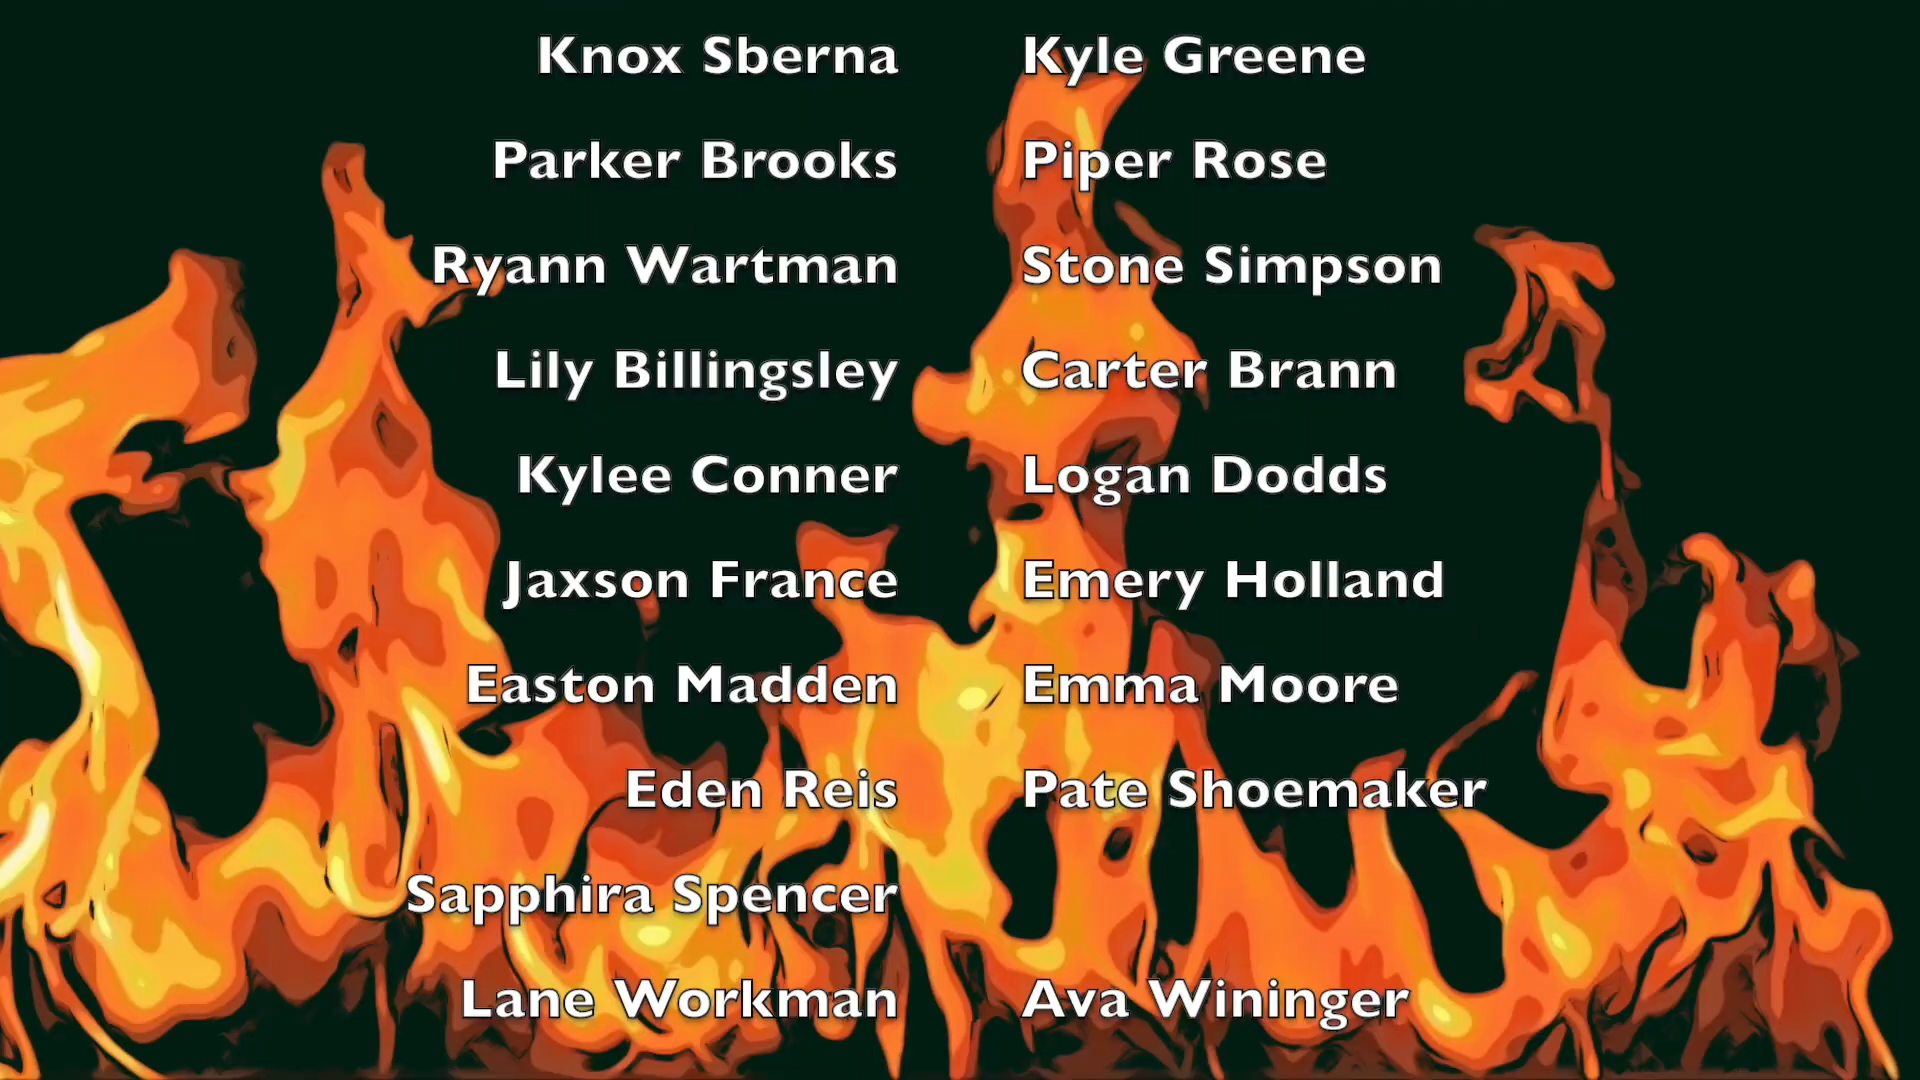 Knox Sberna Kyle Greene
Parker Brooks Piper Rose
Ryann Wartman Stone Simpson
Lily Billingsley Carter Brann
Kylee Conner Logan Dodds
Jaxson France Emery Holland
Easton Madden Emma Moore
Eden Reis Pate Shoemaker
Sapphira Spencer
Lane Workman Ava Wininger